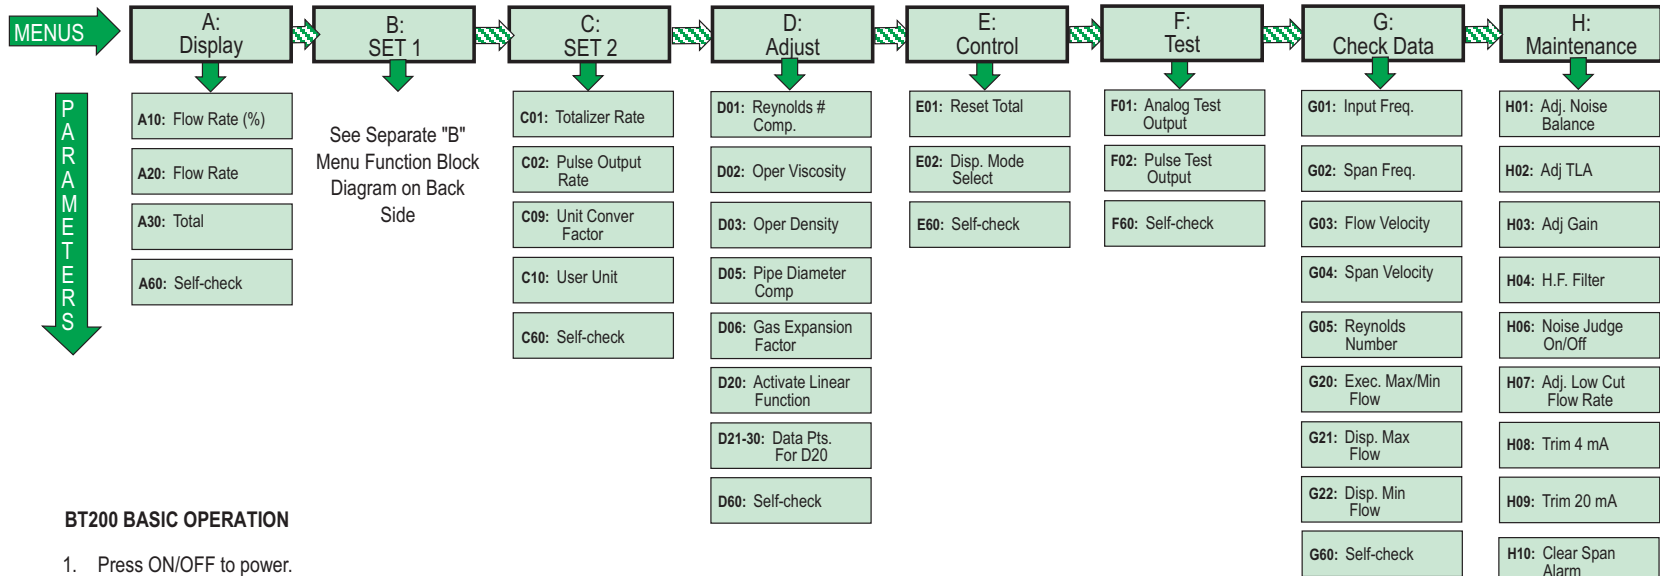 MENUS
A:
Display
B:
SET 1
C:
SET 2
D:
Adjust
E:
Control
F:
Test
G:
Check Data
H:
Maintenance
PARAMETERS
A10: Flow Rate (%)
A20: Flow Rate
A30: Total
A60: Self-check
See Separate "B"
Menu Function Block
Diagram on Back
Side
C01: Totalizer Rate
C02: Pulse Output
Rate
C09: Unit Conver
Factor
C10: User Unit
C60: Self-check
D01: Reynolds #
Comp.
D02: Oper Viscosity
D03: Oper Density
D05: Pipe Diameter
Comp
D06: Gas Expansion
Factor
D20: Activate Linear
Function
D21-30: Data Pts.
For D20
D60: Self-check
E01: Reset Total
E02: Disp. Mode
Select
E60: Self-check
F01: Analog Test
Output
F02: Pulse Test
Output
F60: Self-check
G01: Input Freq.
G02: Span Freq.
G03: Flow Velocity
G04: Span Velocity
G05: Reynolds
Number
G20: Exec. Max/Min
Flow
G21: Disp. Max
Flow
G22: Disp. Min
Flow
G60: Self-check
H01: Adj. Noise
Balance
H02: Adj TLA
H03: Adj Gain
H04: H.F. Filter
H06: Noise Judge
On/Off
H07: Adj. Low Cut
Flow Rate
H08: Trim 4 mA
H09: Trim 20 mA
H10: Clear Span
Alarm
BT200 BASIC OPERATION
1. Press ON/OFF to power.